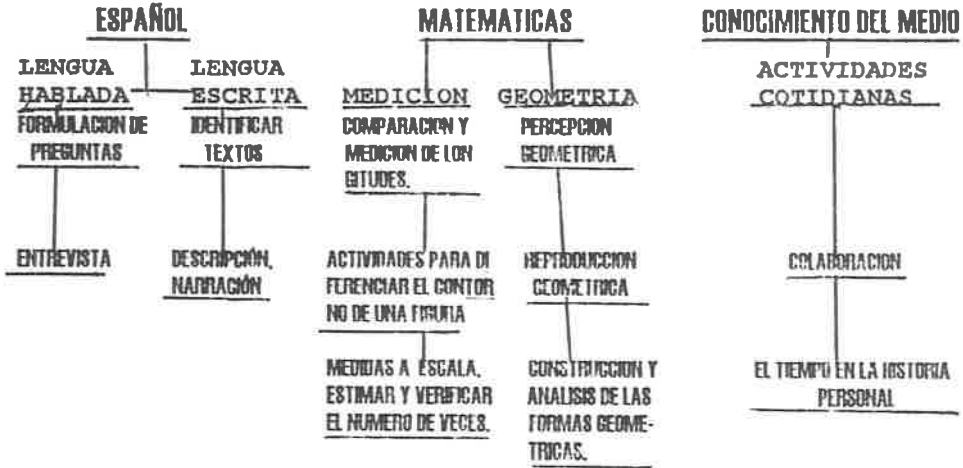 ESPAÑOL
LENGUA
HABLADA
FORMULACION DE
PREGUNTAS
ENTREVISTA
LENGUA
ESCRITA
IDENTIFICAR
TEXTOS
DESCRIPCIÓN,
NARRACIÓN
MATEMATICAS
MEDICION
COMPARACION Y
MEDICION DE LON
GITUDES.
ACTIVIDADES PARA DI
FERENCIAR EL CONTOR
NO DE UNA FIGURA
MEDIDAS A ESCALA,
ESTIMAR Y VERIFICAR
EL NUMERO DE VECES.
GEOMETRIA
PERCEPCION
GEOMETRICA
REPRODUCCION
GEOMETRICA
CONSTRUCCION Y
ANALISIS DE LAS
FORMAS GEOME-
TRICAS.
CONOCIMIENTO DEL MEDIO
ACTIVIDADES
COTIDIANAS
COLABORACION
EL TIEMPO EN LA HISTORIA
PERSONAL